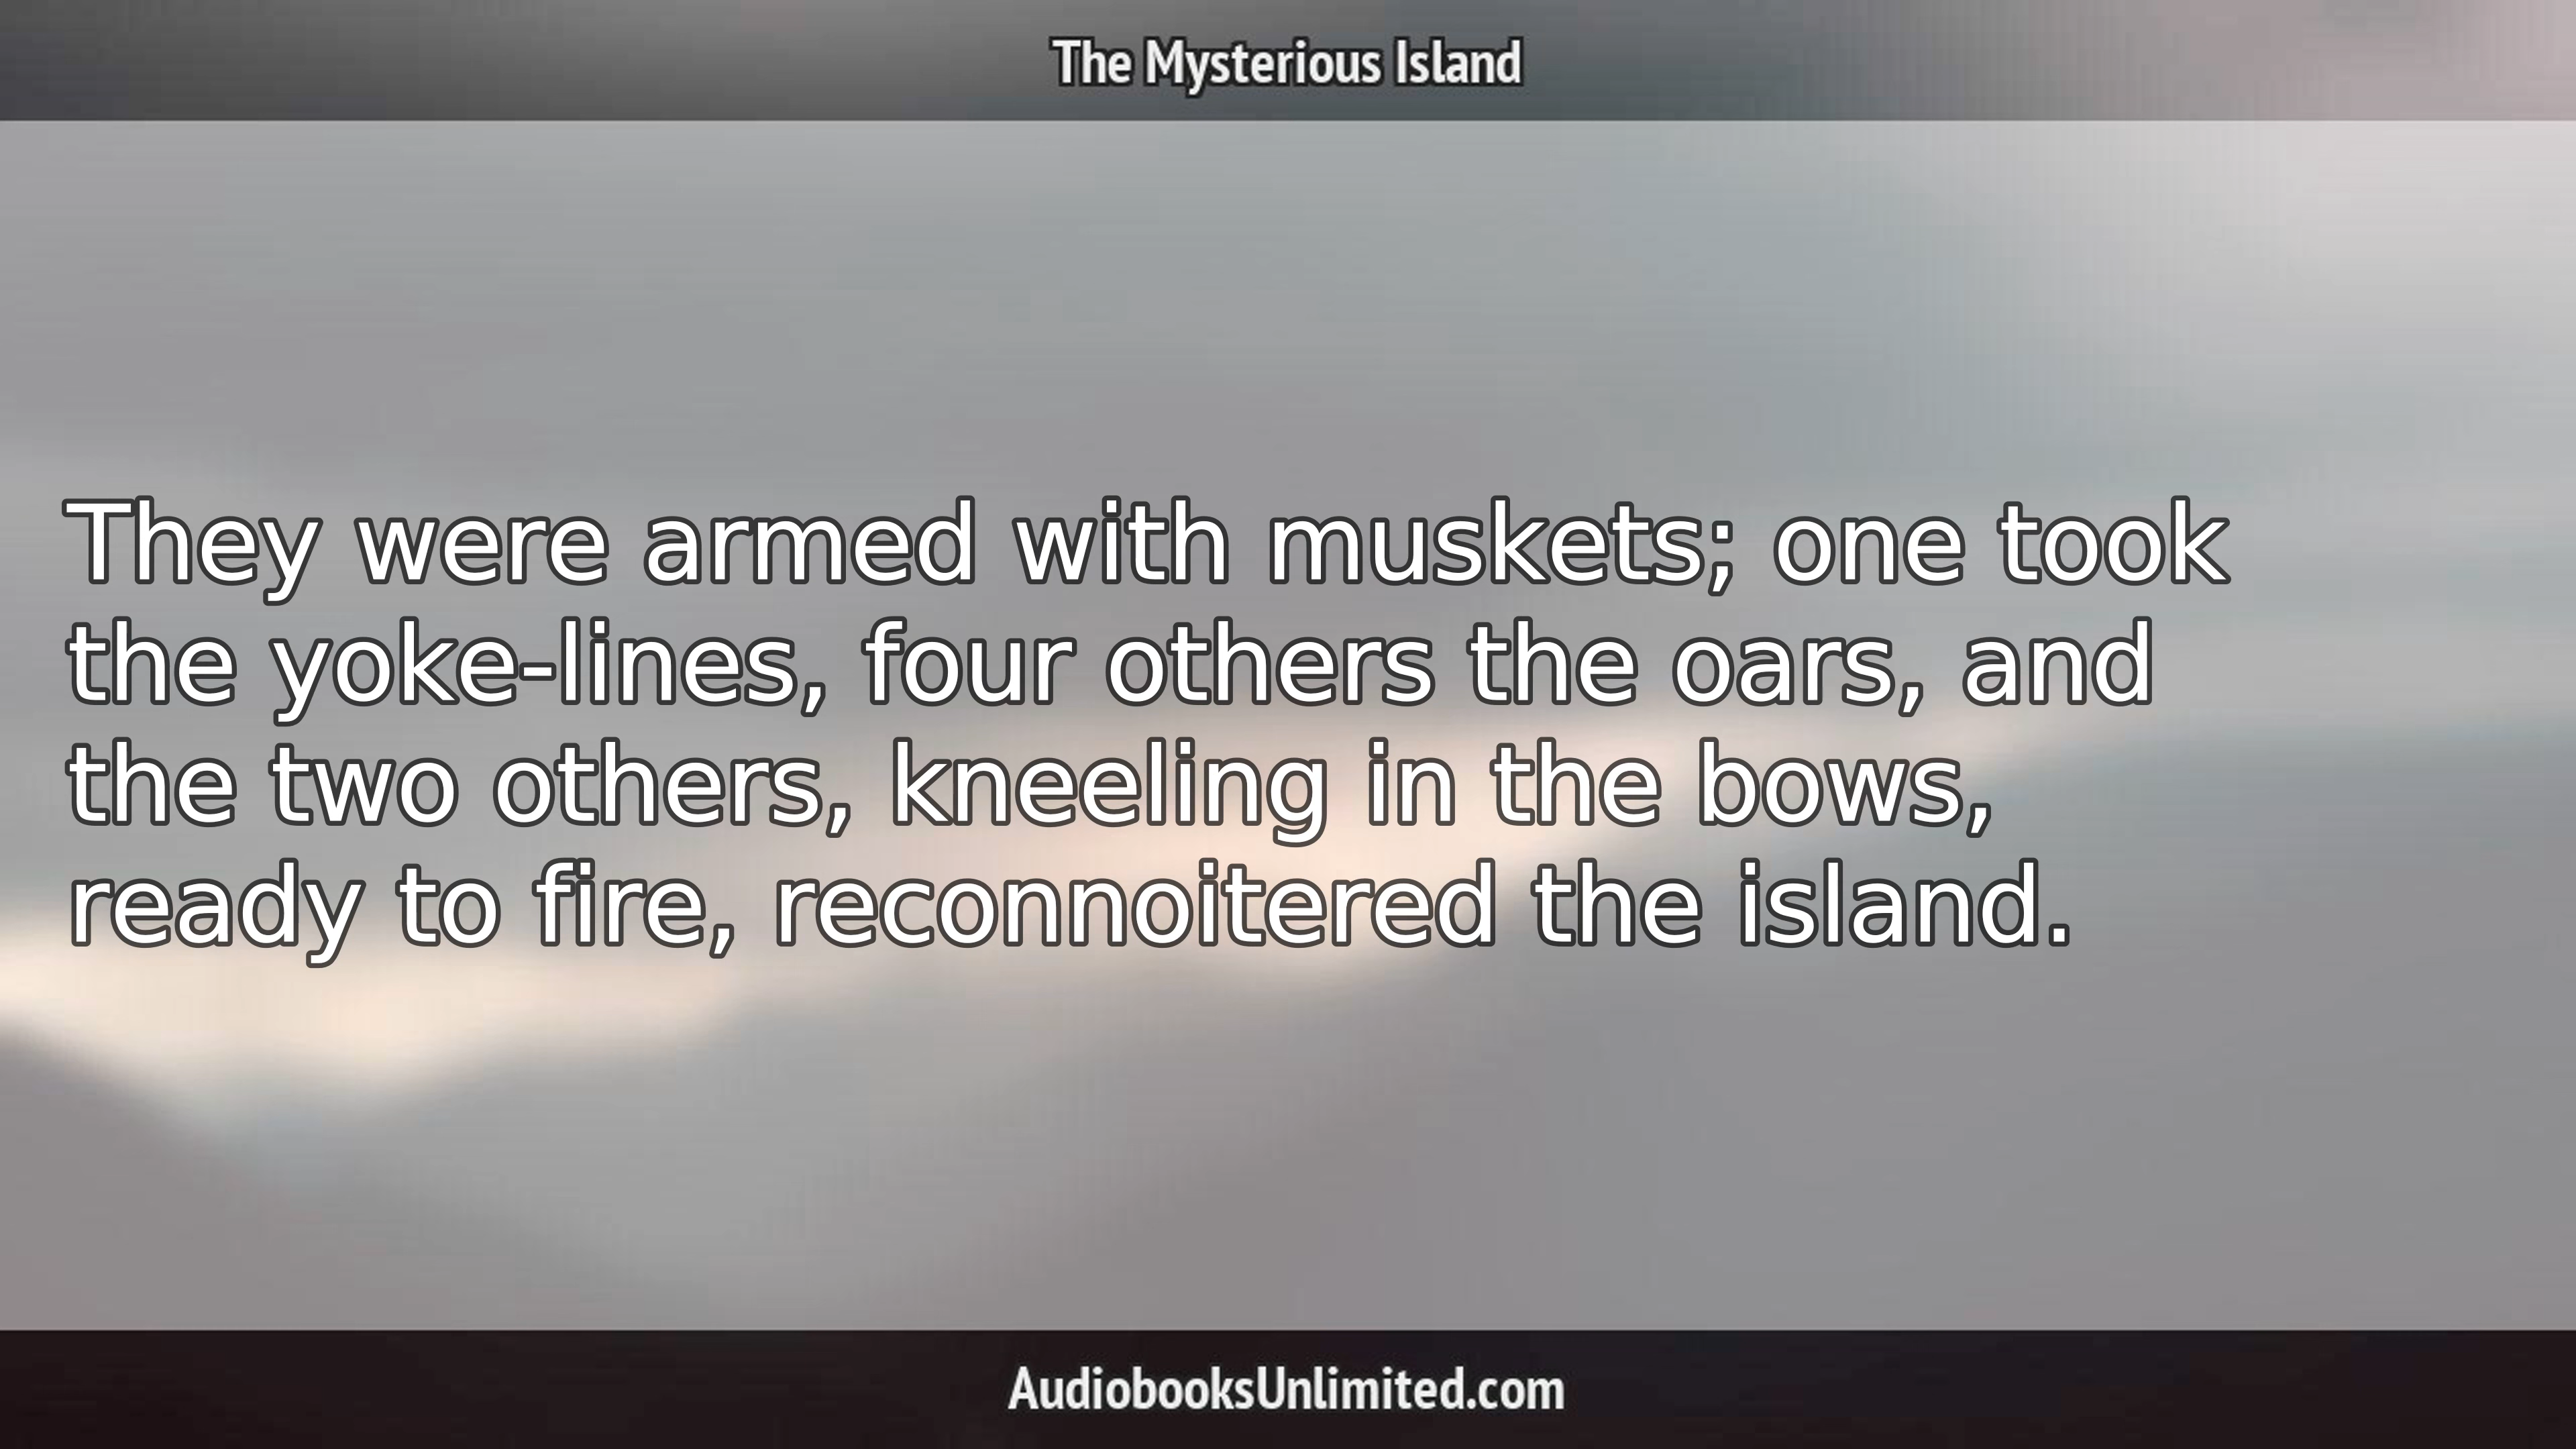 The Mysterious Island
They were armed with muskets; one took
the yoke-lines, four others the oars, and
the two others, kneeling in the bows,
ready to fire, reconnoitered the island.
AudiobooksUnlimited.com